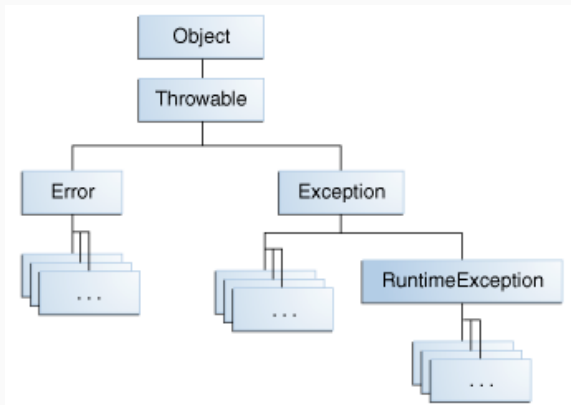 Object
Throwable
Error
Exception
...
...
RuntimeException
...